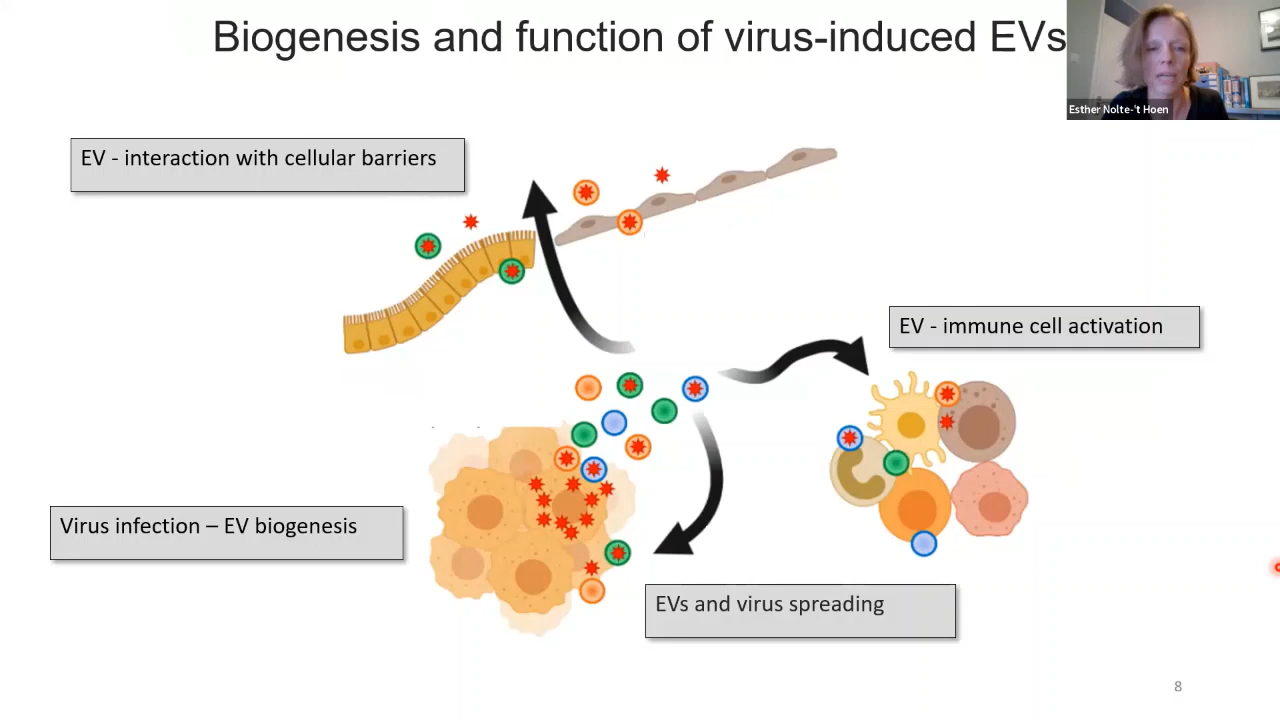 Biogenesis and function of virus-induced EVs
Esther Nolte-'t Hoen
EV - interaction with cellular barriers
EV - immune cell activation
Virus infection – EV biogenesis
EVs and virus spreading
8